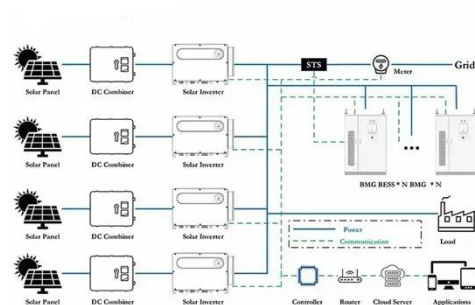 STS
Meter
Grid
Solar Panel
DC Combiner
Solar Inverter
Solar Panel
DC Combiner
Solar Inverter
BMG BESS * N BMG * N
Solar Panel
DC Combiner
Solar Inverter
Power
Communication
Load
Solar Panel
DC Combiner
Solar Inverter
Controller
Router
Cloud Server
Applications